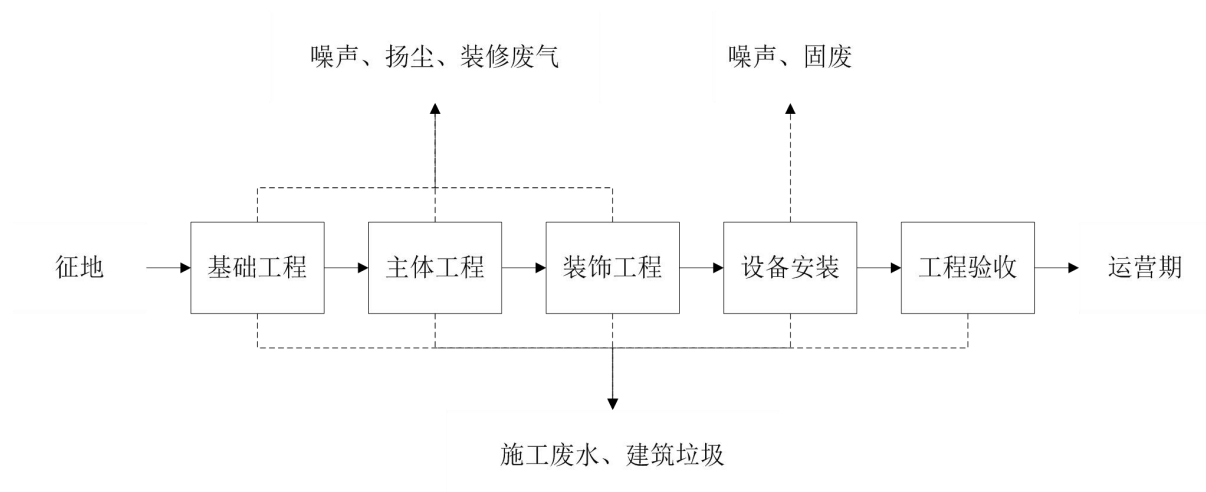 噪声、扬尘、装修废气
噪声、固废
征地
基础工程
主体工程
装饰工程
设备安装
工程验收
运营期
施工废水、建筑垃圾